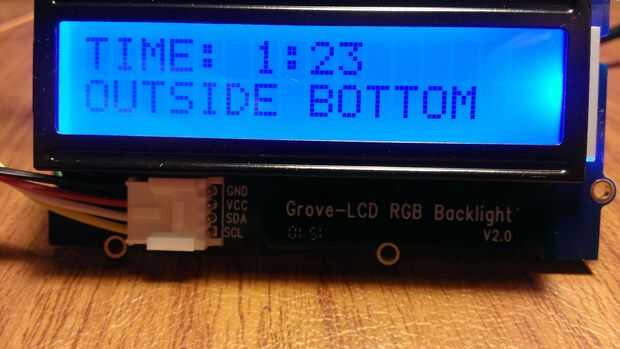 TIME: 1:23
OUTSIDE BOTTOM
GND
VCC
SDA
SCL
Grove-LCD RGB Backlight
V2.0